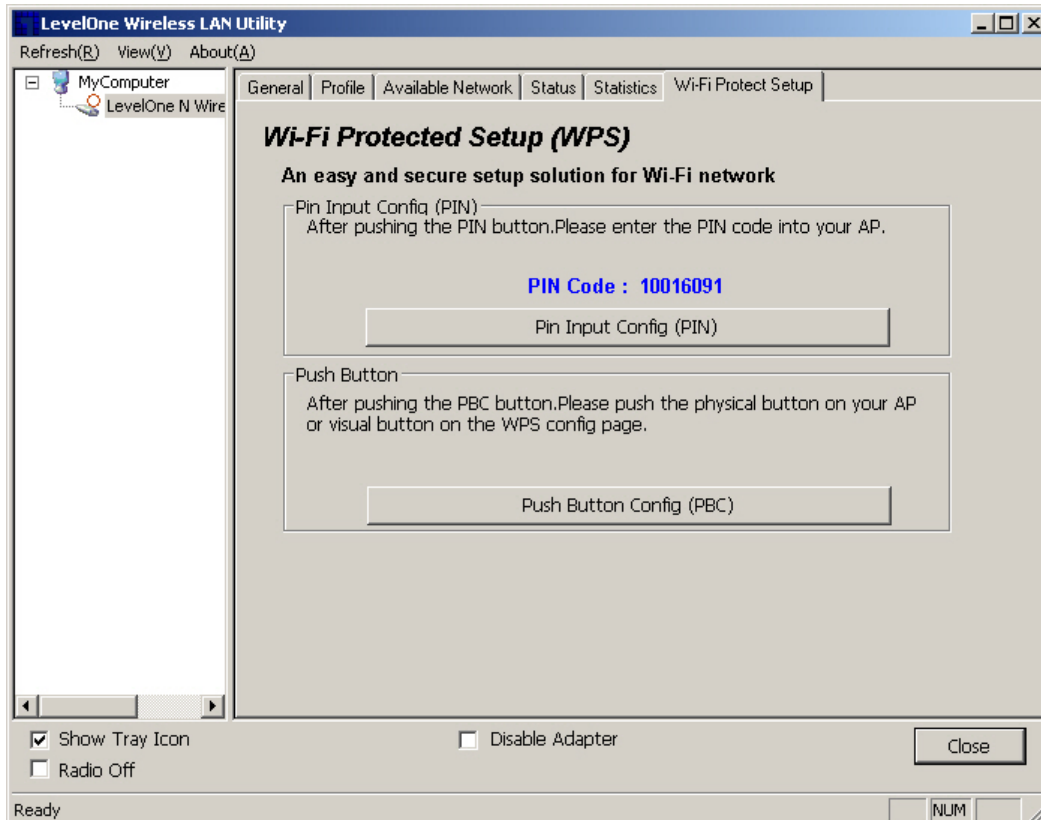 LevelOne Wireless LAN Utility
Refresh(R) View(V) About(A)
MyComputer
LevelOne N Wire
General Profile Available Network Status Statistics Wi-Fi Protect Setup
Wi-Fi Protected Setup (WPS)
An easy and secure setup solution for Wi-Fi network
Pin Input Config (PIN)
After pushing the PIN button.Please enter the PIN code into your AP.
PIN Code : 10016091
Pin Input Config (PIN)
Push Button
After pushing the PBC button.Please push the physical button on your AP
or visual button on the WPS config page.
Push Button Config (PBC)
Show Tray Icon
Disable Adapter
Close
Radio Off
Ready
NUM